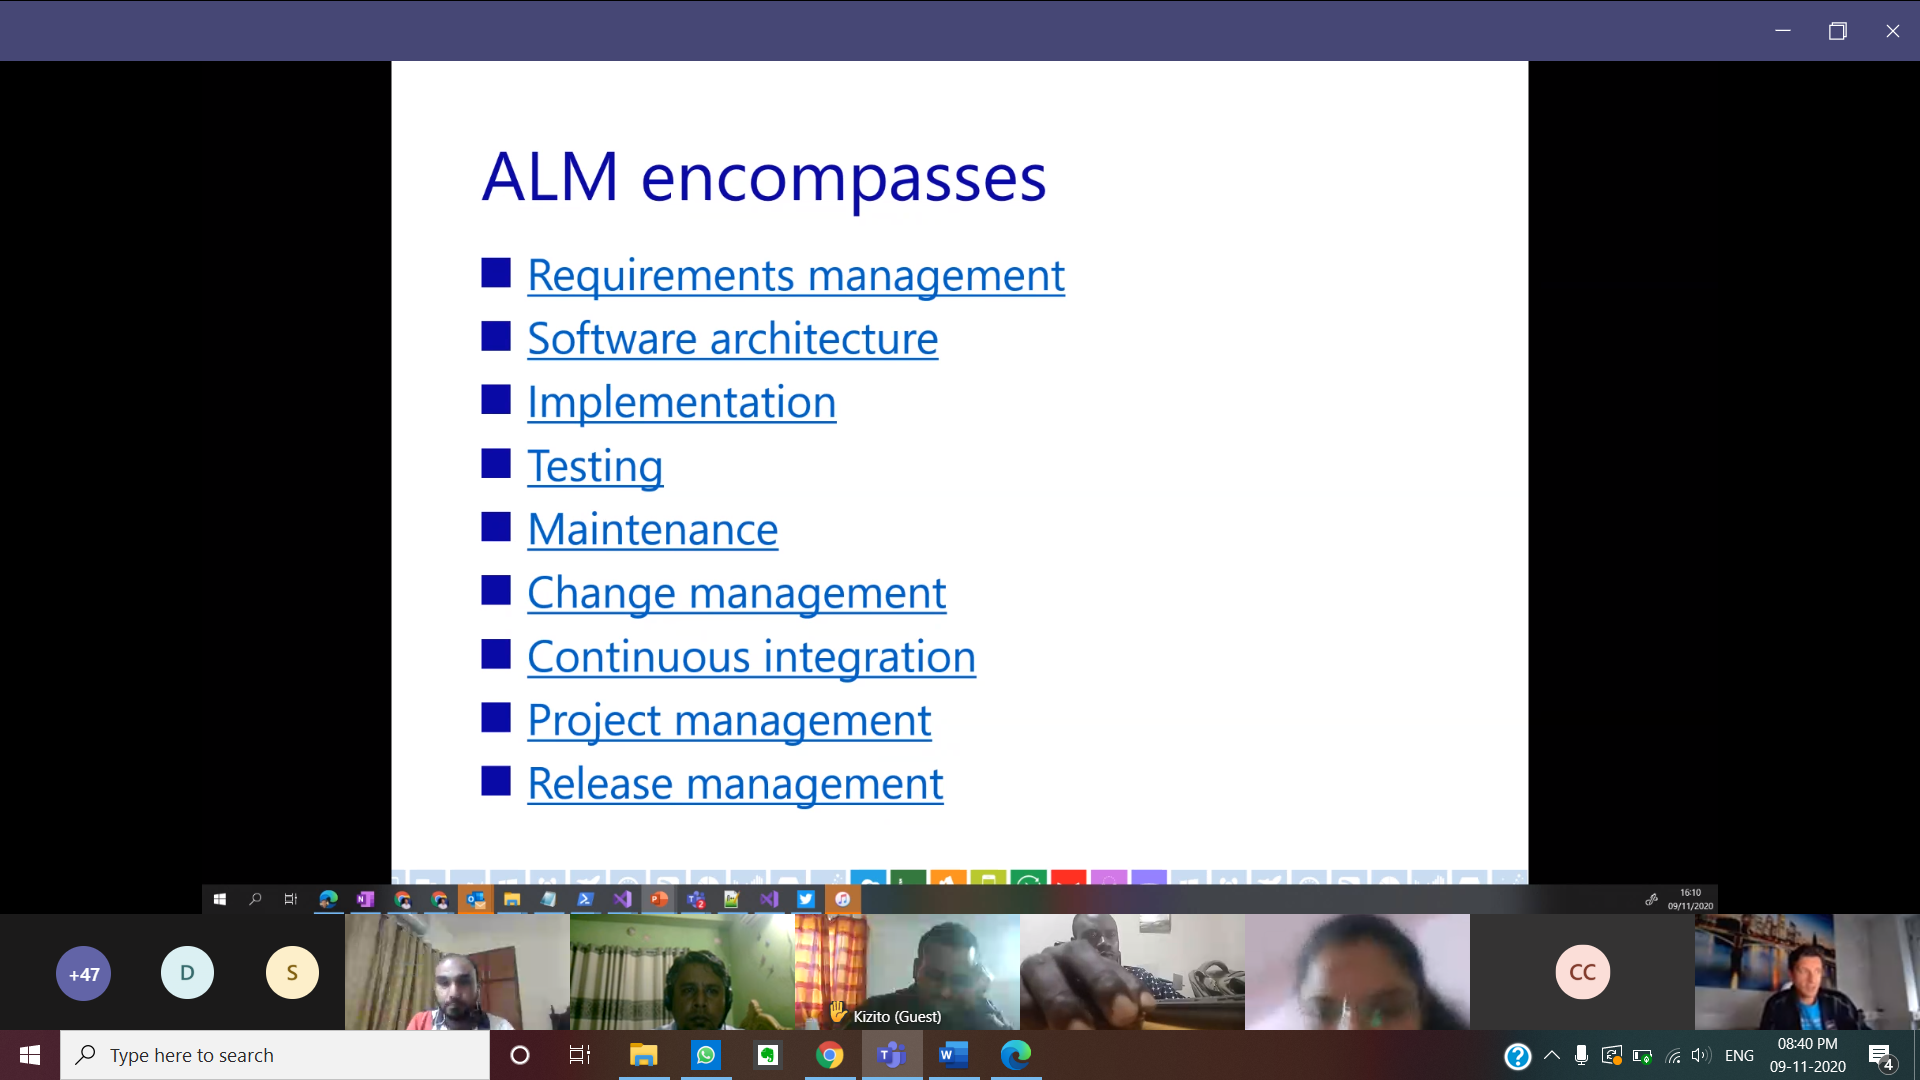 ALM encompasses
Requirements management
Software architecture
Implementation
Testing
Maintenance
Change management
Continuous integration
Project management
Release management
16:10
09/11/2020
+47
D
S
Kizito (Guest)
CC
Type here to search
ENG
08:40 PM
09-11-2020
4